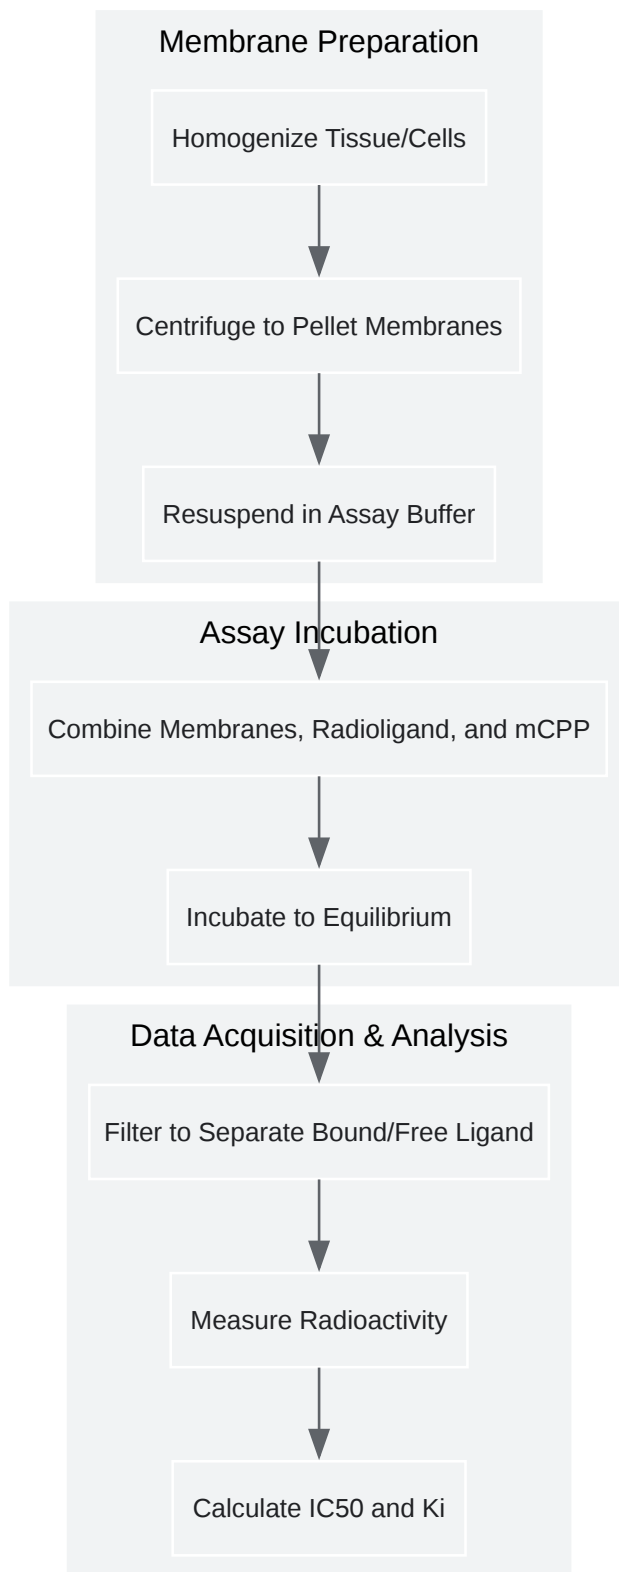 Membrane Preparation
Homogenize Tissue/Cells
Centrifuge to Pellet Membranes
Resuspend in Assay Buffer
Assay Incubation
Combine Membranes, Radioligand, and mCPP
Incubate to Equilibrium
Data Acquisition & Analysis
Filter to Separate Bound/Free Ligand
Measure Radioactivity
Calculate IC50 and Ki